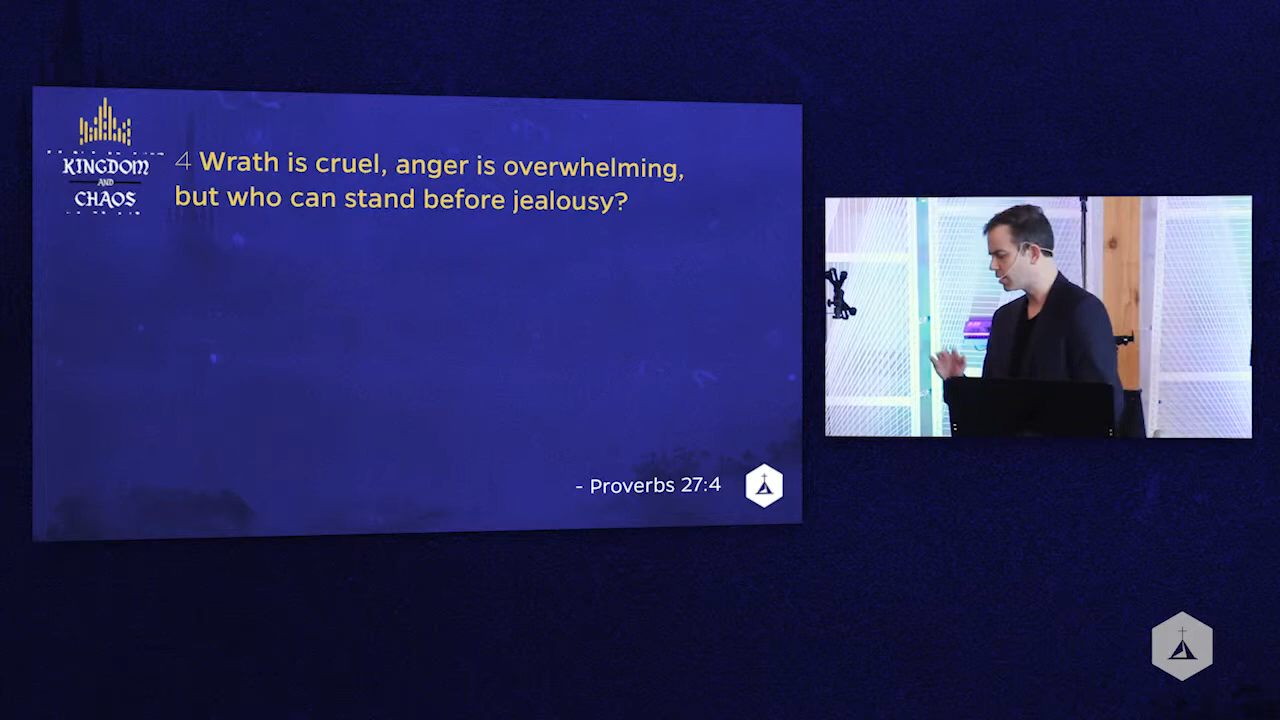 KINGDOM
AND
CHAOS
4 Wrath is cruel, anger is overwhelming,
but who can stand before jealousy?
- Proverbs 27:4